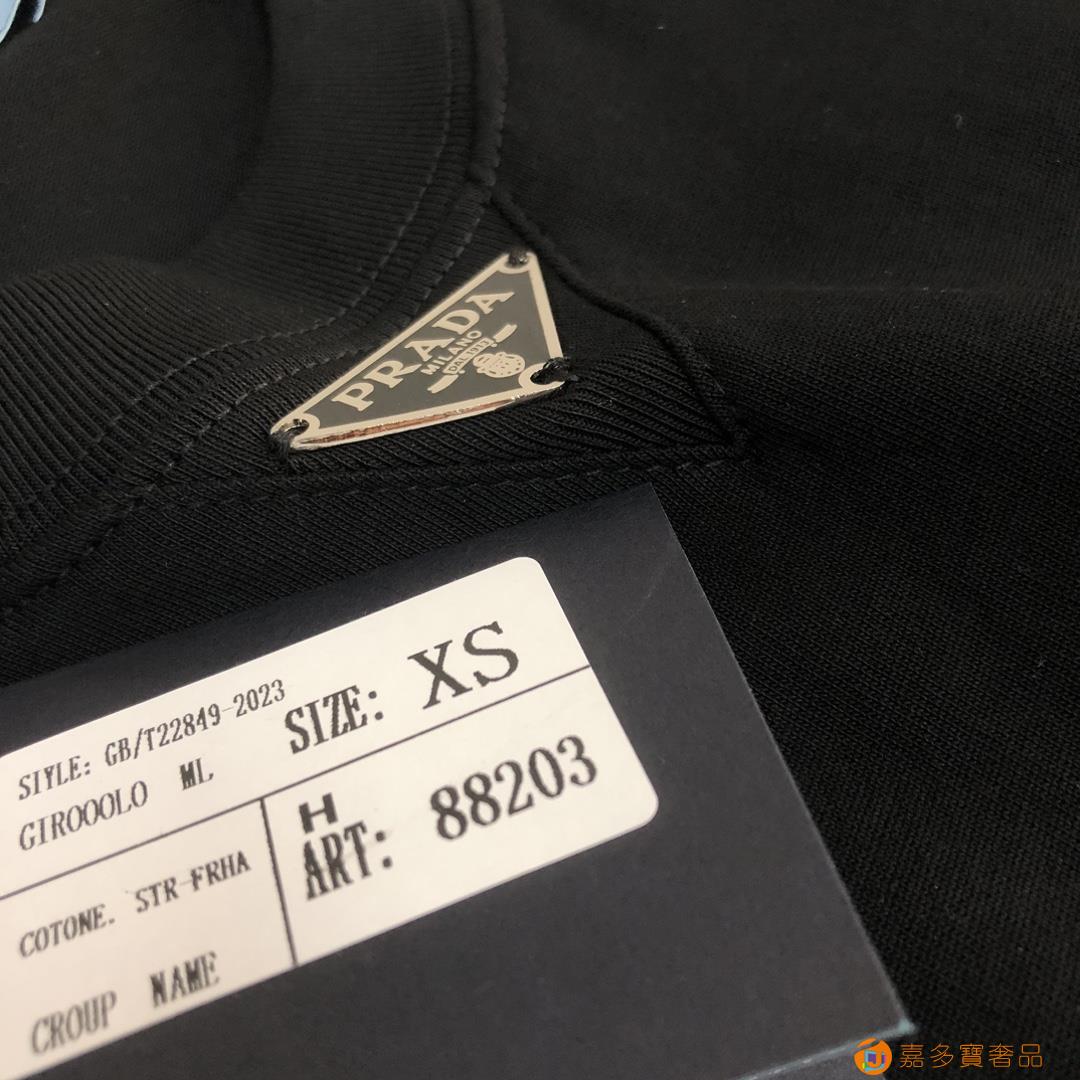 PRADA
MILANO
DAL 1913
SIYLE: GB/T22849-2023
GIROOOLO ML
SIZE: XS
COTONE. STR-FRHA
CROUP NAME
H
ART: 88203
嘉多寶奢品